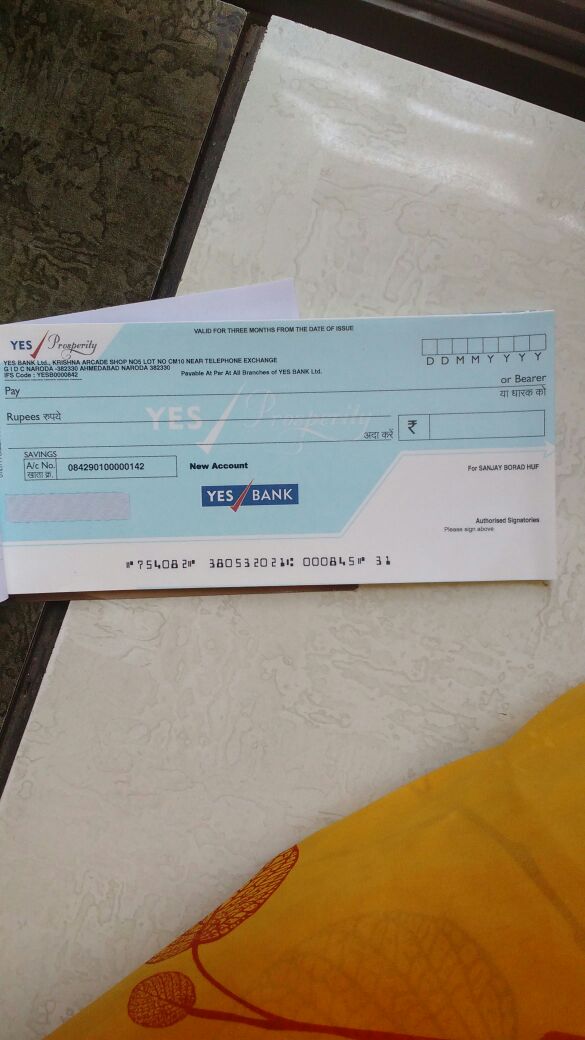 YES Prosperity
VALID FOR THREE MONTHS FROM THE DATE OF ISSUE
YES BANK Ltd., KRISHNA ARCADE SHOP NO5 LOT NO CM10 NEAR TELEPHONE EXCHANGE
G I D C NARODA -382330 AHMEDABAD NARODA 382330
IFS Code : YESB0000842
Payable At Par At All Branches of YES BANK Ltd.
D D M M Y Y Y Y
Pay
or Bearer
या धारक को
Rupees रुपये
YES Prosperity
अदा करें
₹
SAVINGS
A/c No.
खाता क्र.
084290100000142
New Account
YES BANK
For SANJAY BORAD HUF
Authorised Signatories
Please sign above
⑈754082⑈ 380532021⑆ 000845⑈ 31